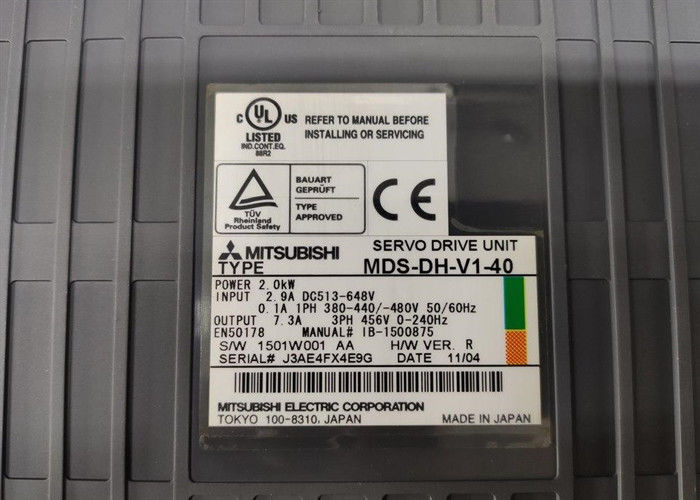 C UL US
LISTED
IND.CONT.EQ.
88R2
REFER TO MANUAL BEFORE
INSTALLING OR SERVICING
TÜV
Rheinland
Product Safety
BAUART
GEPRÜFT
TYPE
APPROVED
CE
MITSUBISHI
SERVO DRIVE UNIT
TYPE MDS-DH-V1-40
POWER 2.0kW
INPUT 2.9A DC513-648V
0.1A 1PH 380-440/-480V 50/60Hz
OUTPUT 7.3A 3PH 456V 0-240Hz
EN50178 MANUAL# IB-1500875
S/W 1501W001 AA H/W VER. R
SERIAL# J3AE4FX4E9G DATE 11/04
MITSUBISHI ELECTRIC CORPORATION
TOKYO 100-8310, JAPAN MADE IN JAPAN